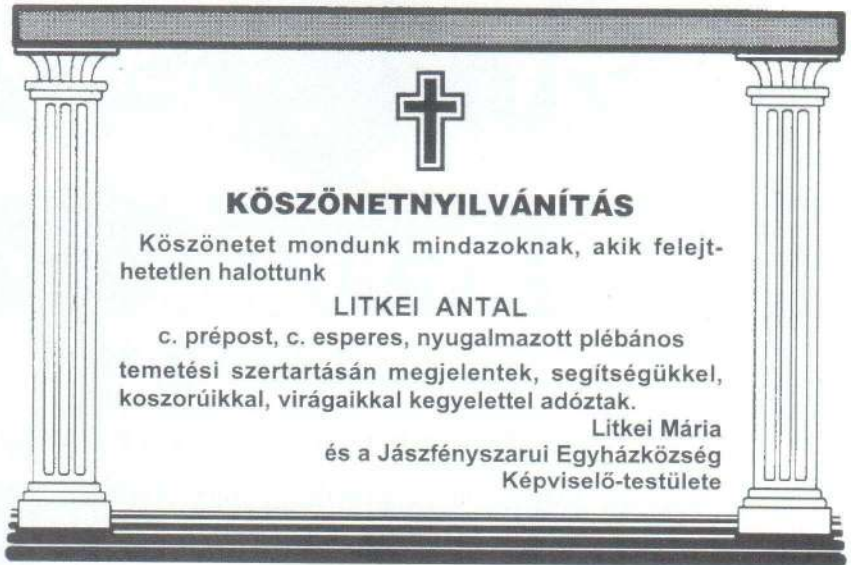 KÖSZÖNETNYILVÁNÍTÁS
Köszönetet mondunk mindazoknak, akik felejt-
hetetlen halottunk
LITKEI ANTAL
c. prépost, c. esperes, nyugalmazott plébános
temetési szertartásán megjelentek, segítségükkel,
koszorúikkal, virágaikkal kegyelettel adóztak.
Litkei Mária
és a Jászfényszarui Egyházközség
Képviselő-testülete